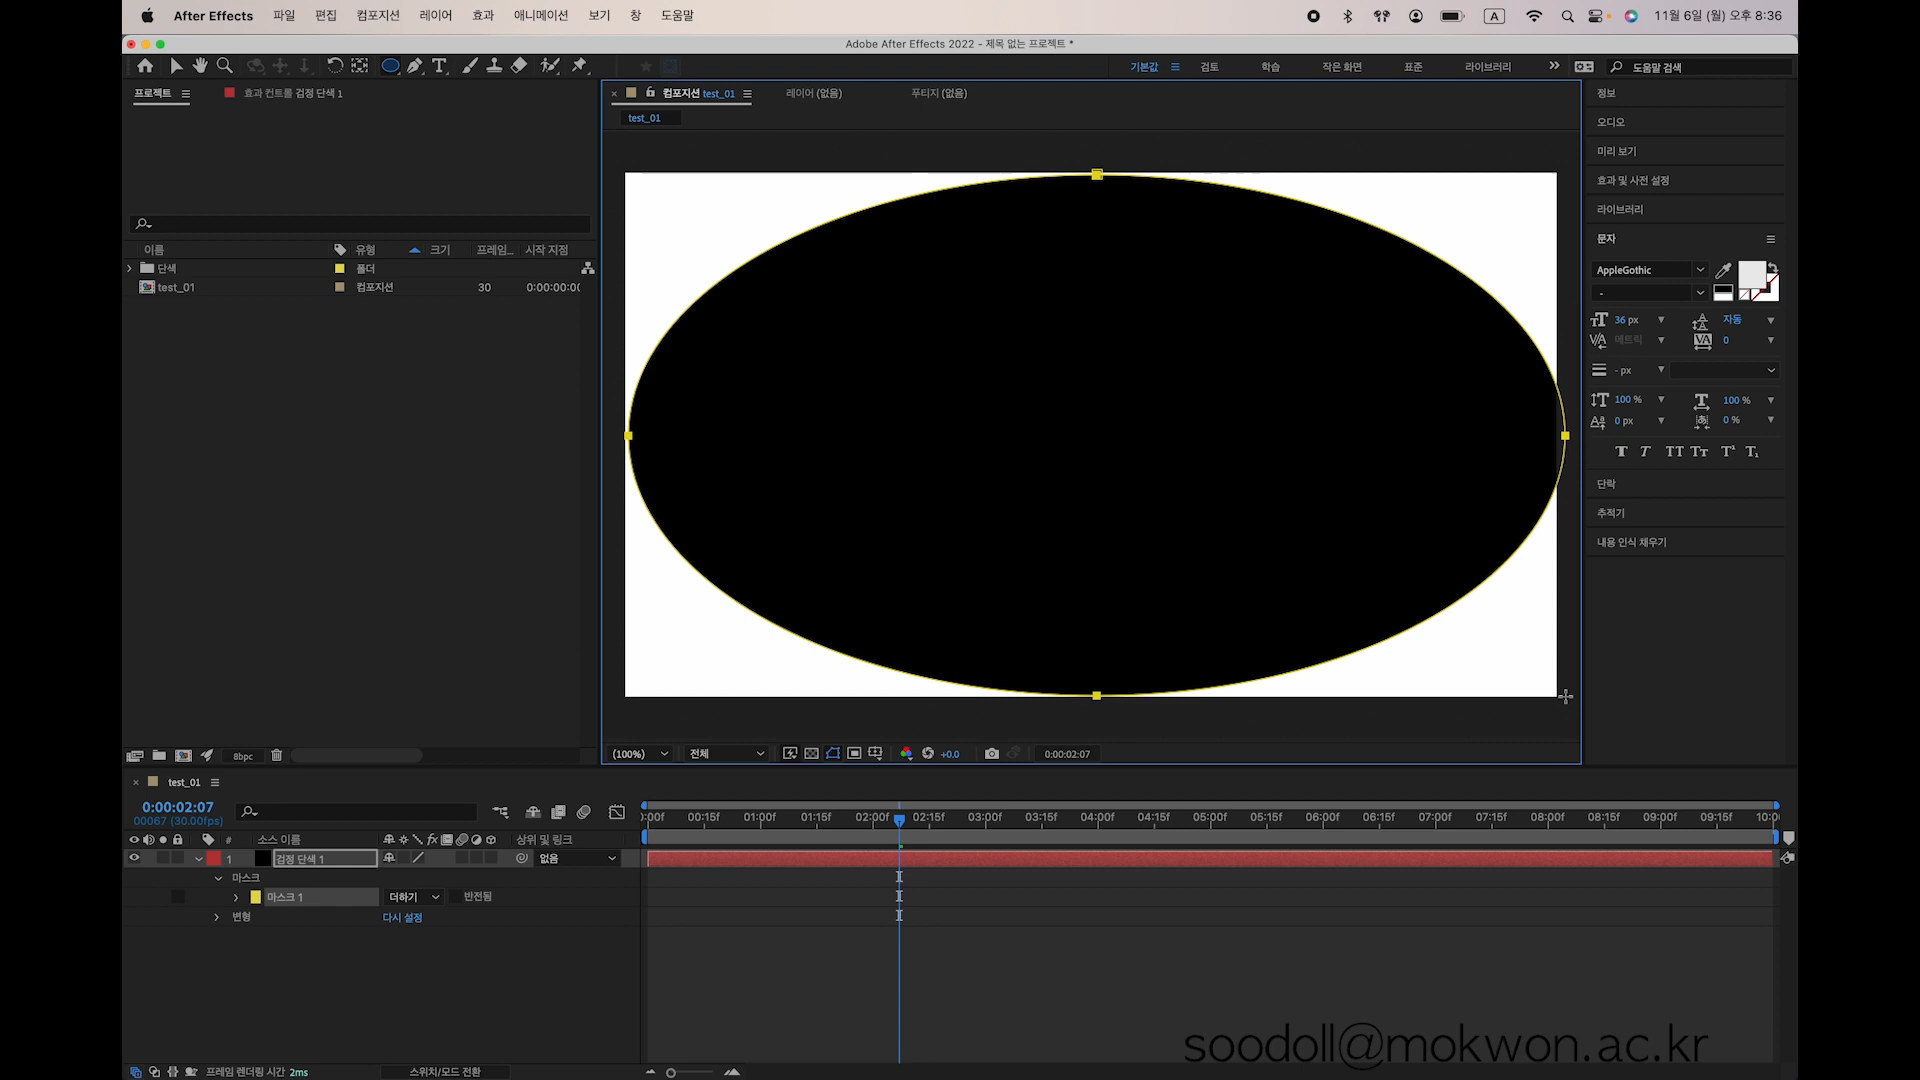 After Effects 파일 편집 컴포지션 레이어 효과 애니메이션 보기 창 도움말 A 11월 6일 (월) 오후 8:36
Adobe After Effects 2022 - 제목 없는 프로젝트 *
기본값 검토 학습 작은 화면 표준 라이브러리 도움말 검색
프로젝트 효과 컨트롤 검정 단색 1
컴포지션 test_01 레이어 (없음) 푸티지 (없음)
test_01
이름 유형 크기 프레임... 시작 지점
단색 폴더
test_01 컴포지션 30 0:00:00:00
정보
오디오
미리 보기
효과 및 사전 설정
라이브러리
문자
AppleGothic
-
36 px 자동
메트릭 0
- px
100 % 100 %
0 px 0 %
T T TT Tт T¹ T₁
단락
추적기
내용 인식 채우기
8bpc
(100%) 전체 +0.0 0:00:02:07
test_01
0:00:02:07
00067 (30.00fps)
):00f 00:15f 01:00f 01:15f 02:00f 02:15f 03:00f 03:15f 04:00f 04:15f 05:00f 05:15f 06:00f 06:15f 07:00f 07:15f 08:00f 08:15f 09:00f 09:15f 10:0
# 소스 이름 fx 상위 및 링크
1 검정 단색 1 없음
마스크
마스크 1 더하기 반전됨
변형 다시 설정
soodoll@mokwon.ac.kr
프레임 렌더링 시간 2ms 스위치/모드 전환